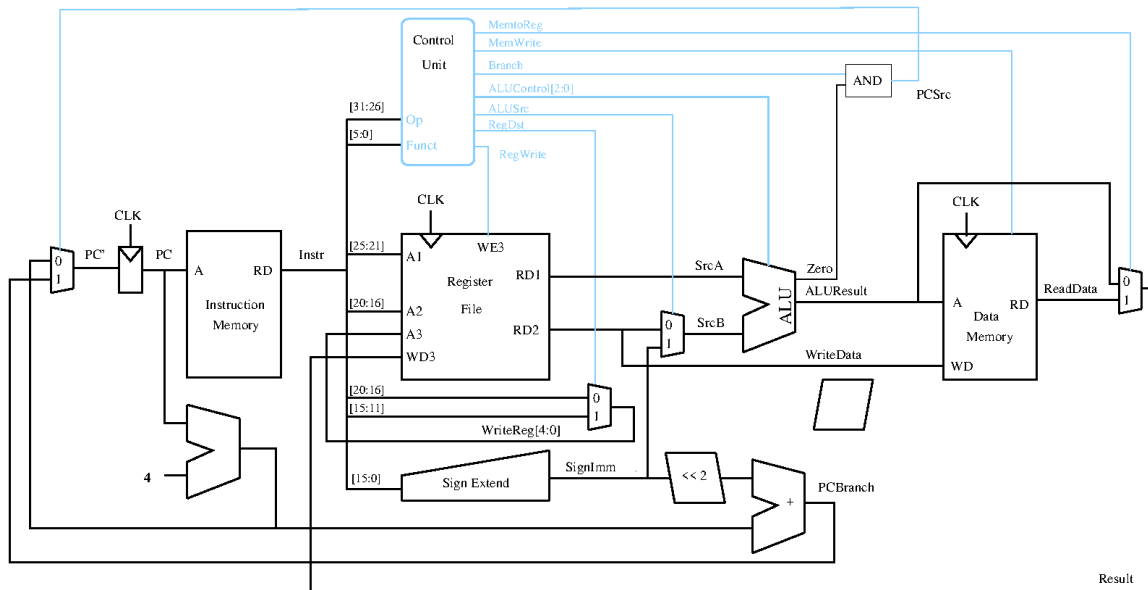 MemtoReg
Control
Unit
MemWrite
Branch
AND
ALUControl[2:0]
PCSrc
[31:26]
ALUSrc
Op
RegDst
[5:0]
Funct
RegWrite
CLK
CLK
CLK
PC'
PC
Instr
[25:21]
A1
WE3
0
1
A
RD
Instruction
Memory
Register
File
RD1
SrcA
Zero
ALUResult
ALU
ReadData
0
1
[20:16]
A2
A3
WD3
RD2
0
1
SrcB
A
RD
Data
Memory
WriteData
WD
[20:16]
[15:11]
0
1
WriteReg[4:0]
4
[15:0]
Sign Extend
SignImm
<< 2
+
PCBranch
Result